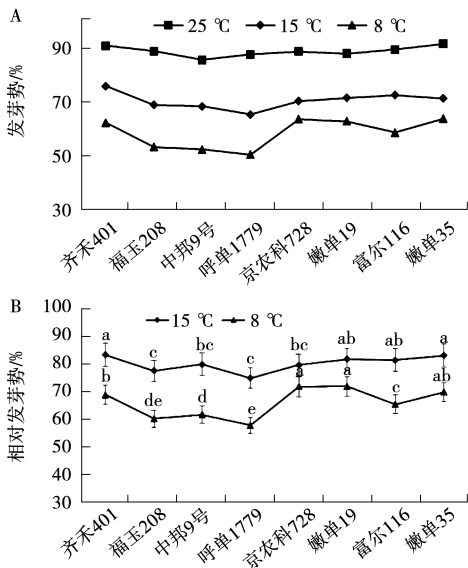 A
25 ℃ 15 ℃ 8 ℃
发芽势/%
90
70
50
30
齐禾401 福玉208 中邦9号 呼单1779 京农科728 嫩单19 富尔116 嫩单35
B
15 ℃ 8 ℃
相对发芽势/%
100
90
80
70
60
50
40
30
a c bc c bc ab ab a
b de d e a a c ab
齐禾401 福玉208 中邦9号 呼单1779 京农科728 嫩单19 富尔116 嫩单35